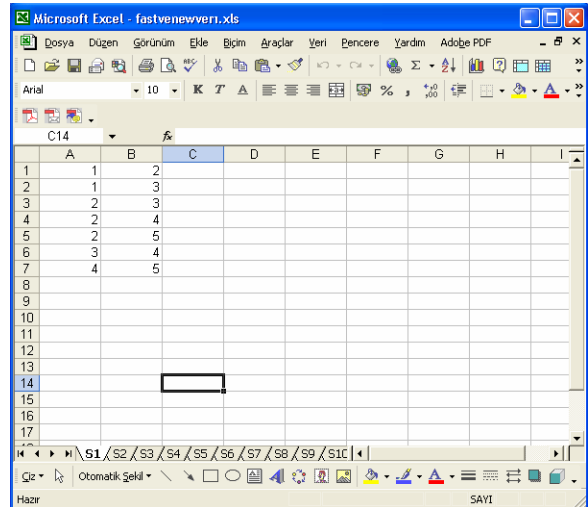 Microsoft Excel - fastvenewverı.xls
Dosya Düzen Görünüm Ekle Biçim Araçlar Veri Pencere Yardım Adobe PDF
Arial 10 K T A % ,
C14 fx
A B C D E F G H I
1 1 2
2 1 3
3 2 3
4 2 4
5 2 5
6 3 4
7 4 5
8
9
10
11
12
13
14
15
16
17
S1 S2 S3 S4 S5 S6 S7 S8 S9
Çiz Otomatik Şekil
Hazır SAYI